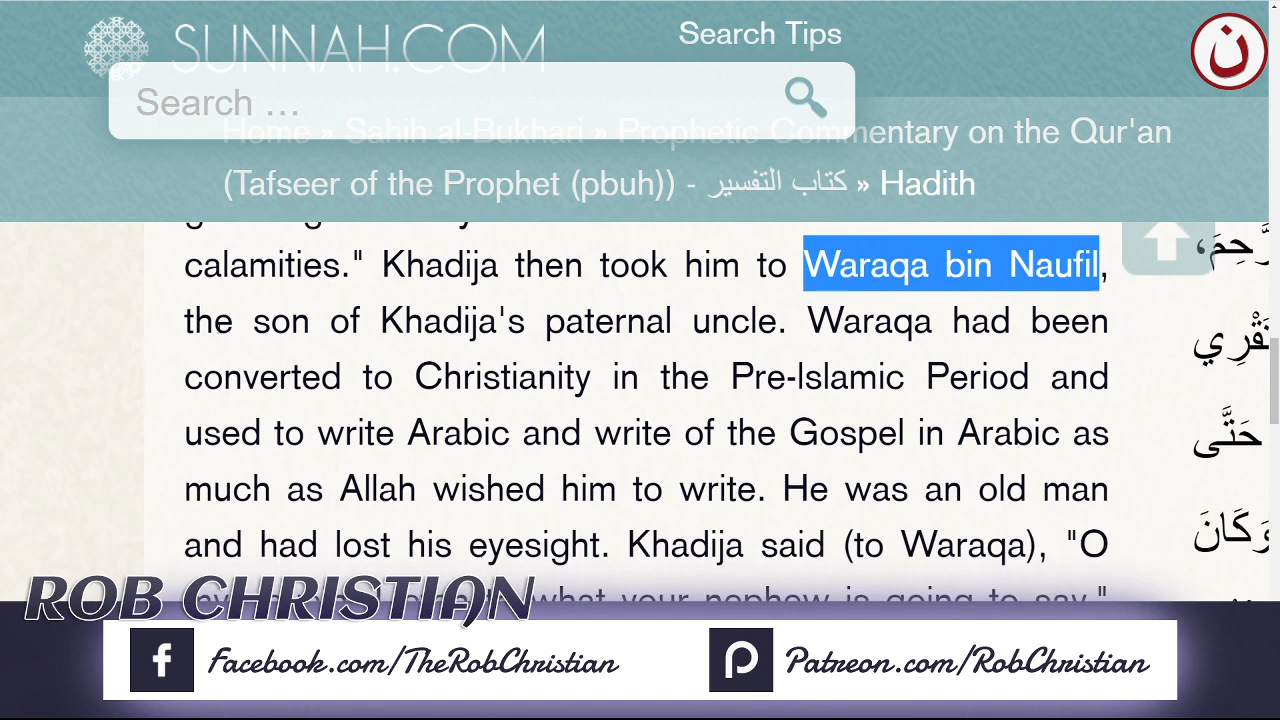 SUNNAH.COM
Search Tips
ن
Search ...
Home » Sahih al-Bukhari » Prophetic Commentary on the Qur'an
(Tafseer of the Prophet (pbuh)) - كتاب التفسير » Hadith
calamities." Khadija then took him to Waraqa bin Naufil,
the son of Khadija's paternal uncle. Waraqa had been
converted to Christianity in the Pre-Islamic Period and
used to write Arabic and write of the Gospel in Arabic as
much as Allah wished him to write. He was an old man
and had lost his eyesight. Khadija said (to Waraqa), "O
what your nephew is going to say."
حَتَّى
وَكَانَ
ROB CHRISTIAN
Facebook.com/TheRobChristian
Patreon.com/RobChristian